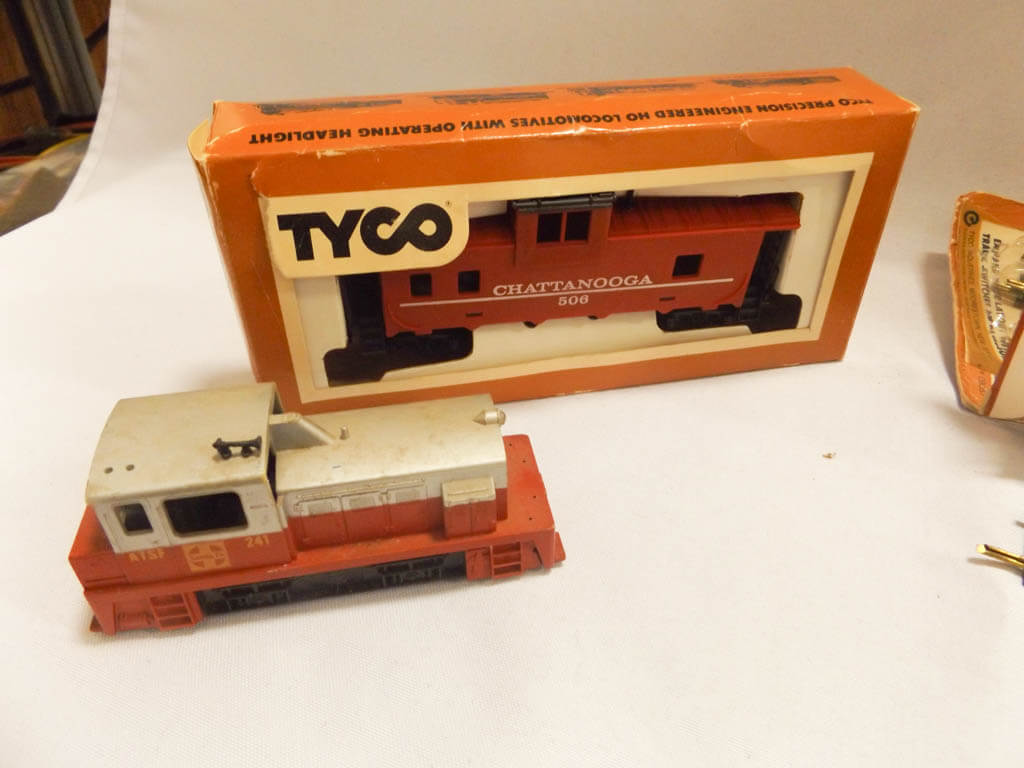 TYCO PRECISION ENGINEERED HO LOCOMOTIVES WITH OPERATING HEADLIGHT
TYCO
CHATTANOOGA
506
ATSF
241